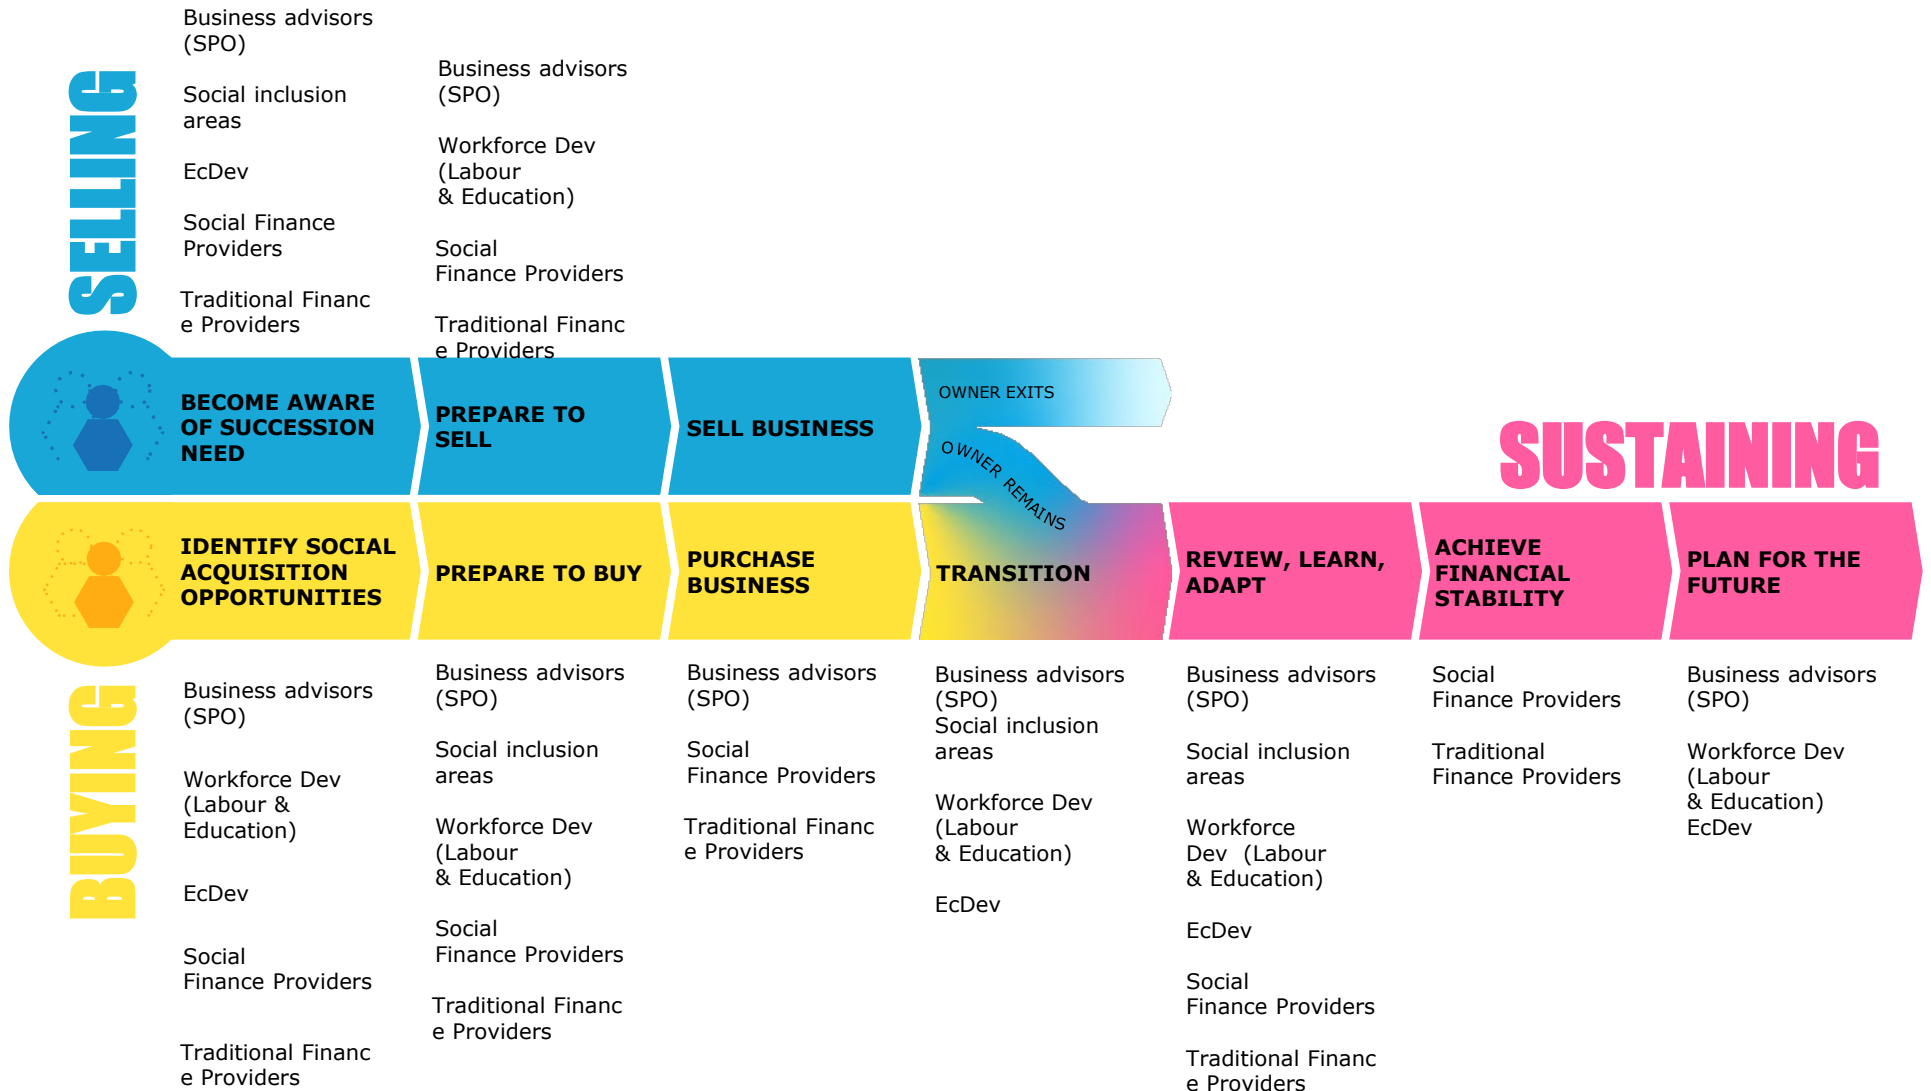 SELLING
Business advisors
(SPO)
Social inclusion
areas
EcDev
Social Finance
Providers
Traditional Financ
e Providers
Business advisors
(SPO)
Workforce Dev
(Labour
& Education)
Social
Finance Providers
Traditional Financ
e Providers
BECOME AWARE
OF SUCCESSION
NEED
PREPARE TO
SELL
SELL BUSINESS
OWNER EXITS
OWNER REMAINS
SUSTAINING
IDENTIFY SOCIAL
ACQUISITION
OPPORTUNITIES
PREPARE TO BUY
PURCHASE
BUSINESS
TRANSITION
REVIEW, LEARN,
ADAPT
ACHIEVE
FINANCIAL
STABILITY
PLAN FOR THE
FUTURE
BUYING
Business advisors
(SPO)
Workforce Dev
(Labour &
Education)
EcDev
Social
Finance Providers
Traditional Financ
e Providers
Business advisors
(SPO)
Social inclusion
areas
Workforce Dev
(Labour
& Education)
Social
Finance Providers
Traditional Financ
e Providers
Business advisors
(SPO)
Social
Finance Providers
Traditional Financ
e Providers
Business advisors
(SPO)
Social inclusion
areas
Workforce Dev
(Labour
& Education)
EcDev
Business advisors
(SPO)
Social inclusion
areas
Workforce
Dev  (Labour
& Education)
EcDev
Social
Finance Providers
Traditional Financ
e Providers
Social
Finance Providers
Traditional
Finance Providers
Business advisors
(SPO)
Workforce Dev
(Labour
& Education)
EcDev